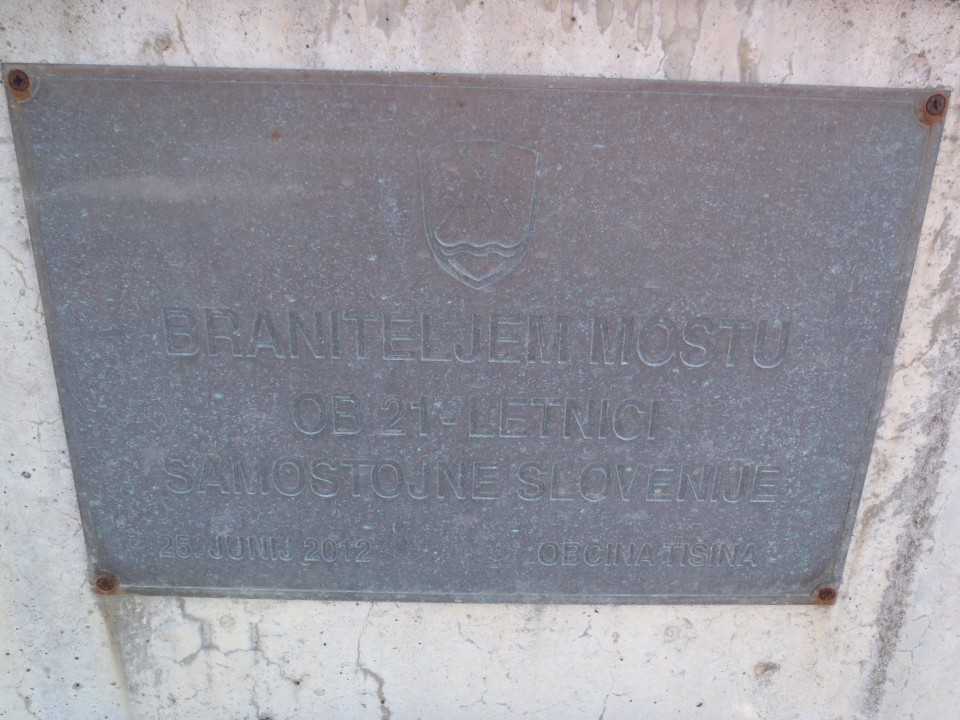 BRANITELJEM MOSTU
OB 21-LETNICI
SAMOSTOJNE SLOVENIJE
25. JUNIJ 2012 OBČINA TIŠINA